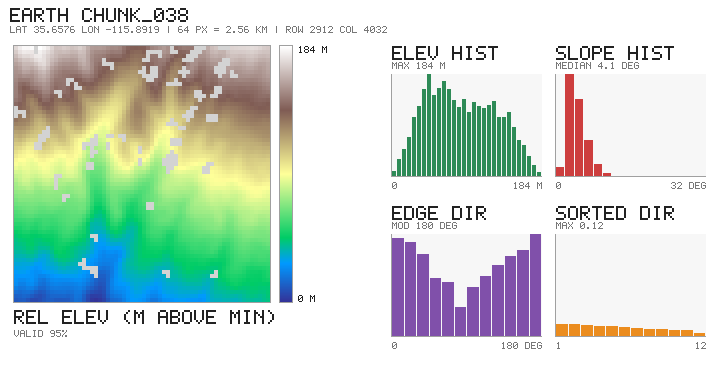 EARTH CHUNK_038
LAT 35.6576 LON -115.8919 | 64 PX = 2.56 KM | ROW 2912 COL 4032
184 M
0 M
REL ELEV (M ABOVE MIN)
VALID 95%
ELEV HIST
MAX 184 M
0 184 M
SLOPE HIST
MEDIAN 4.1 DEG
0 32 DEG
EDGE DIR
MOD 180 DEG
0 180 DEG
SORTED DIR
MAX 0.12
1 12